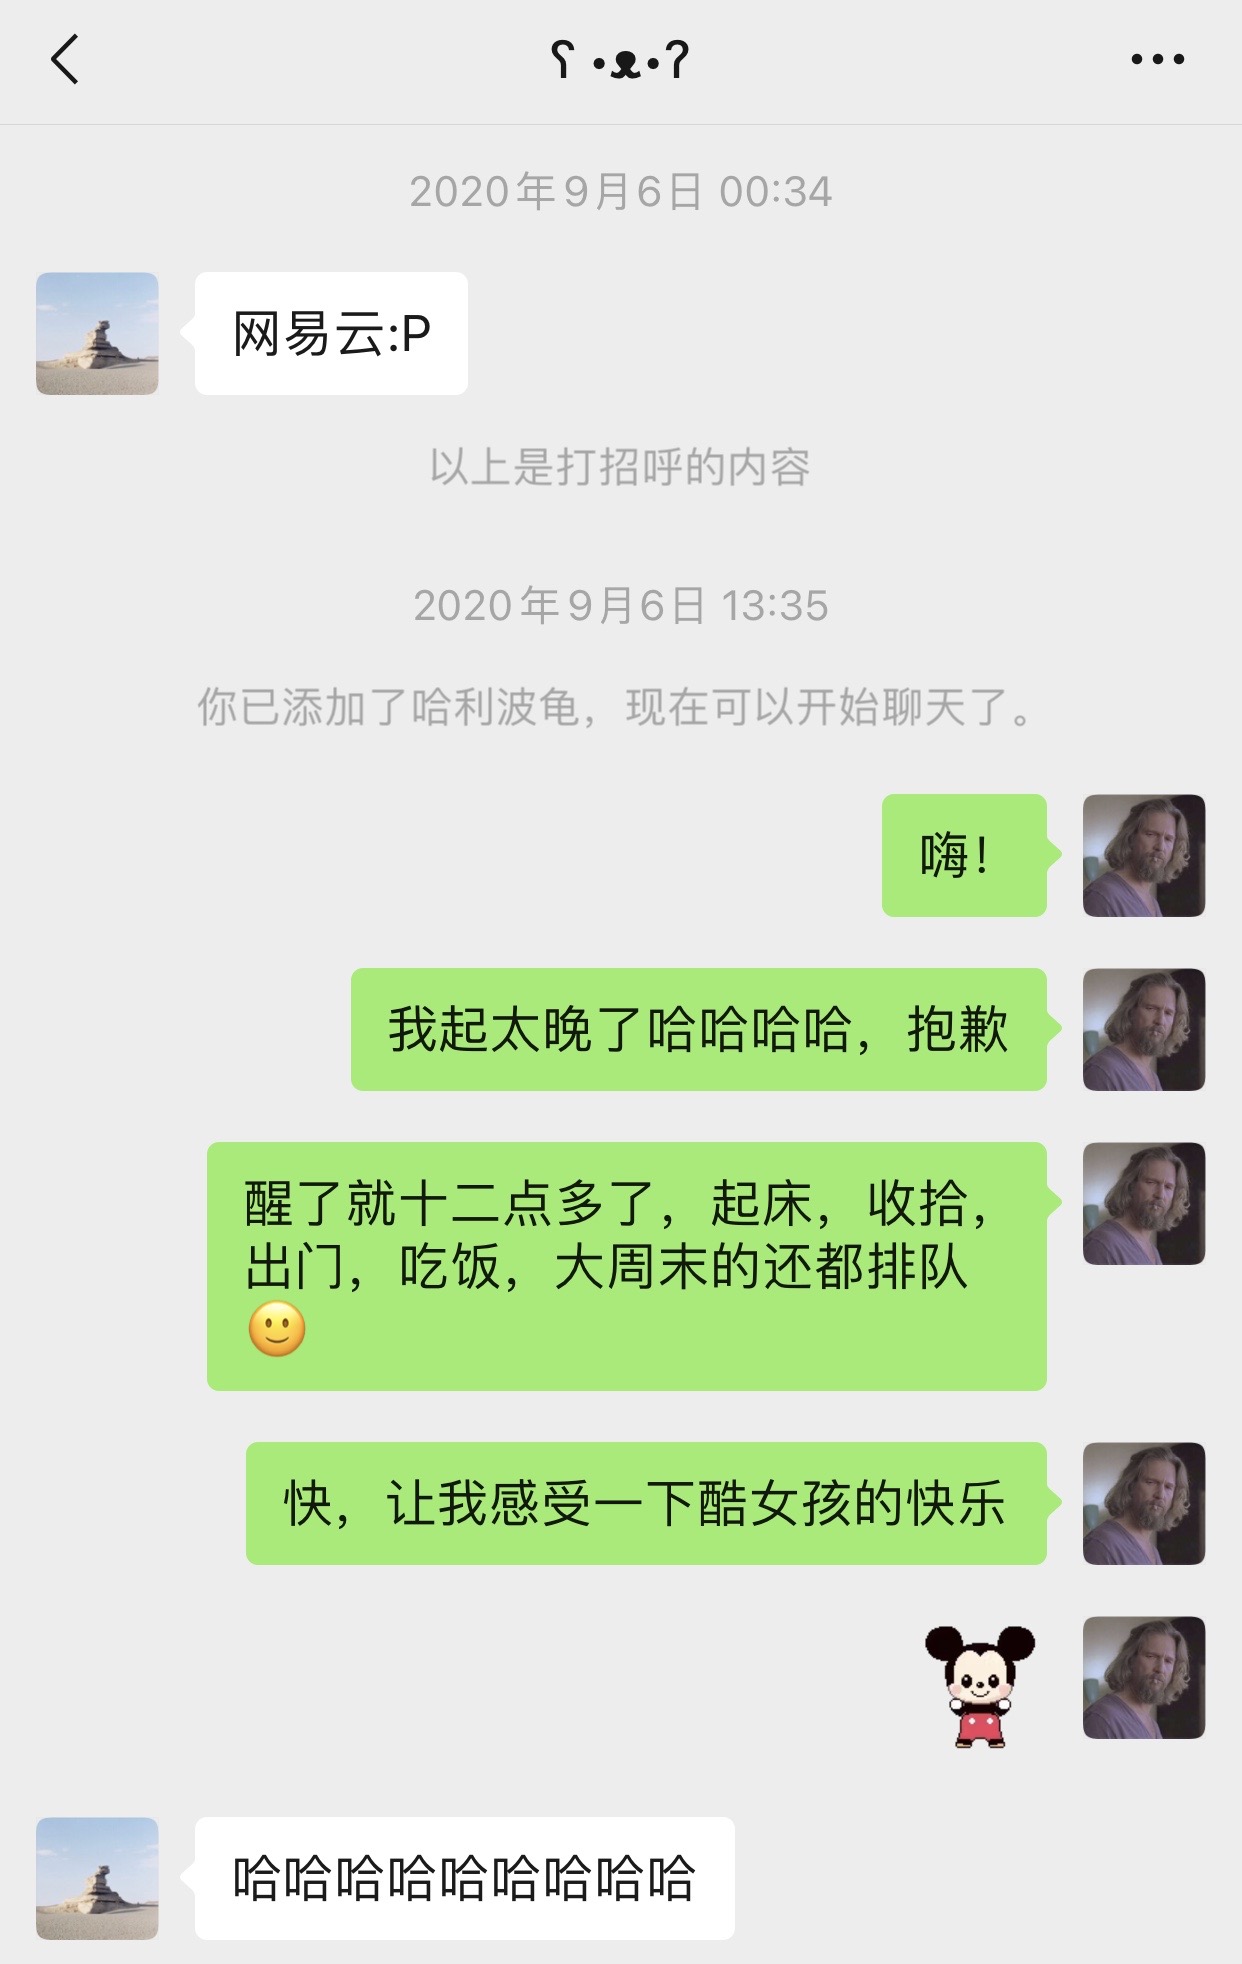 ʕ •ᴥ•ʔ
2020年9月6日 00:34
网易云:P
以上是打招呼的内容
2020年9月6日 13:35
你已添加了哈利波龟，现在可以开始聊天了。
嗨！
我起太晚了哈哈哈哈，抱歉
醒了就十二点多了，起床，收拾，
出门，吃饭，大周末的还都排队
🙂
快，让我感受一下酷女孩的快乐
哈哈哈哈哈哈哈哈哈